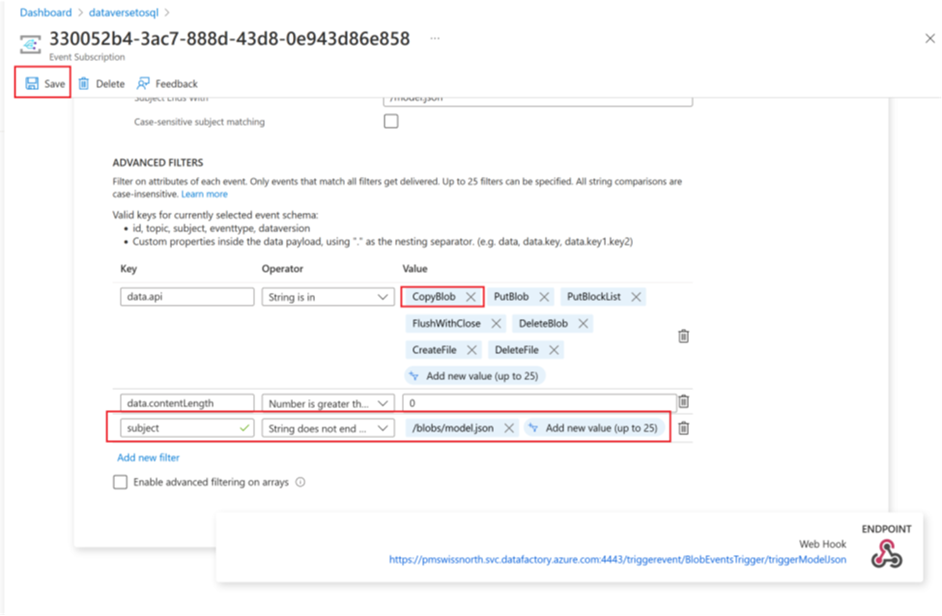 Dashboard > dataversetosql >
330052b4-3ac7-888d-43d8-0e943d86e858 ...
Event Subscription
Save Delete Feedback
Subject Ends With /model.json
Case-sensitive subject matching
ADVANCED FILTERS
Filter on attributes of each event. Only events that match all filters get delivered. Up to 25 filters can be specified. All string comparisons are
case-insensitive. Learn more
Valid keys for currently selected event schema:
• id, topic, subject, eventtype, dataversion
• Custom properties inside the data payload, using "." as the nesting separator. (e.g. data, data.key, data.key1.key2)
Key Operator Value
data.api String is in CopyBlob PutBlob PutBlockList
FlushWithClose DeleteBlob
CreateFile DeleteFile
Add new value (up to 25)
data.contentLength Number is greater th... 0
subject String does not end ... /blobs/model.json Add new value (up to 25)
Add new filter
Enable advanced filtering on arrays
ENDPOINT
Web Hook
https://pmswissnorth.svc.datafactory.azure.com:4443/triggerevent/BlobEventsTrigger/triggerModelJson